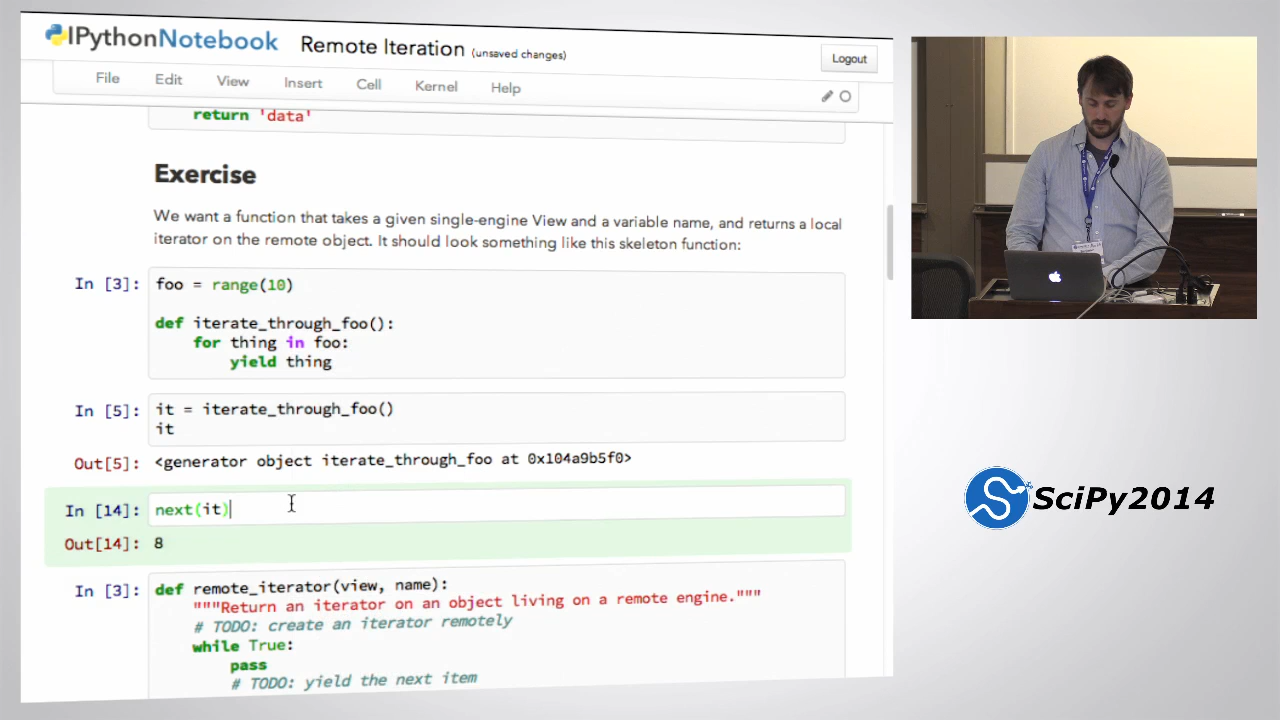 IPythonNotebook Remote Iteration (unsaved changes)
Logout
File Edit View Insert Cell Kernel Help
return 'data'
Exercise
We want a function that takes a given single-engine View and a variable name, and returns a local
iterator on the remote object. It should look something like this skeleton function:
In [3]: foo = range(10)
def iterate_through_foo():
for thing in foo:
yield thing
In [5]: it = iterate_through_foo()
it
Out[5]: <generator object iterate_through_foo at 0x104a9b5f0>
In [14]: next(it)
Out[14]: 8
In [3]: def remote_iterator(view, name):
"""Return an iterator on an object living on a remote engine."""
# TODO: create an iterator remotely
while True:
pass
# TODO: yield the next item
SciPy2014